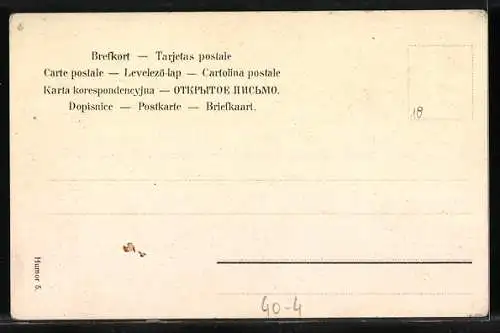 Brefkort — Tarjetas postale
Carte postale — Levelező-lap — Cartolina postale
Karta korespondencyjna — ОТКРЫТОЕ ПИСЬМО.
Dopisnice — Postkarte — Briefkaart.
18
Humor 5.
40-4